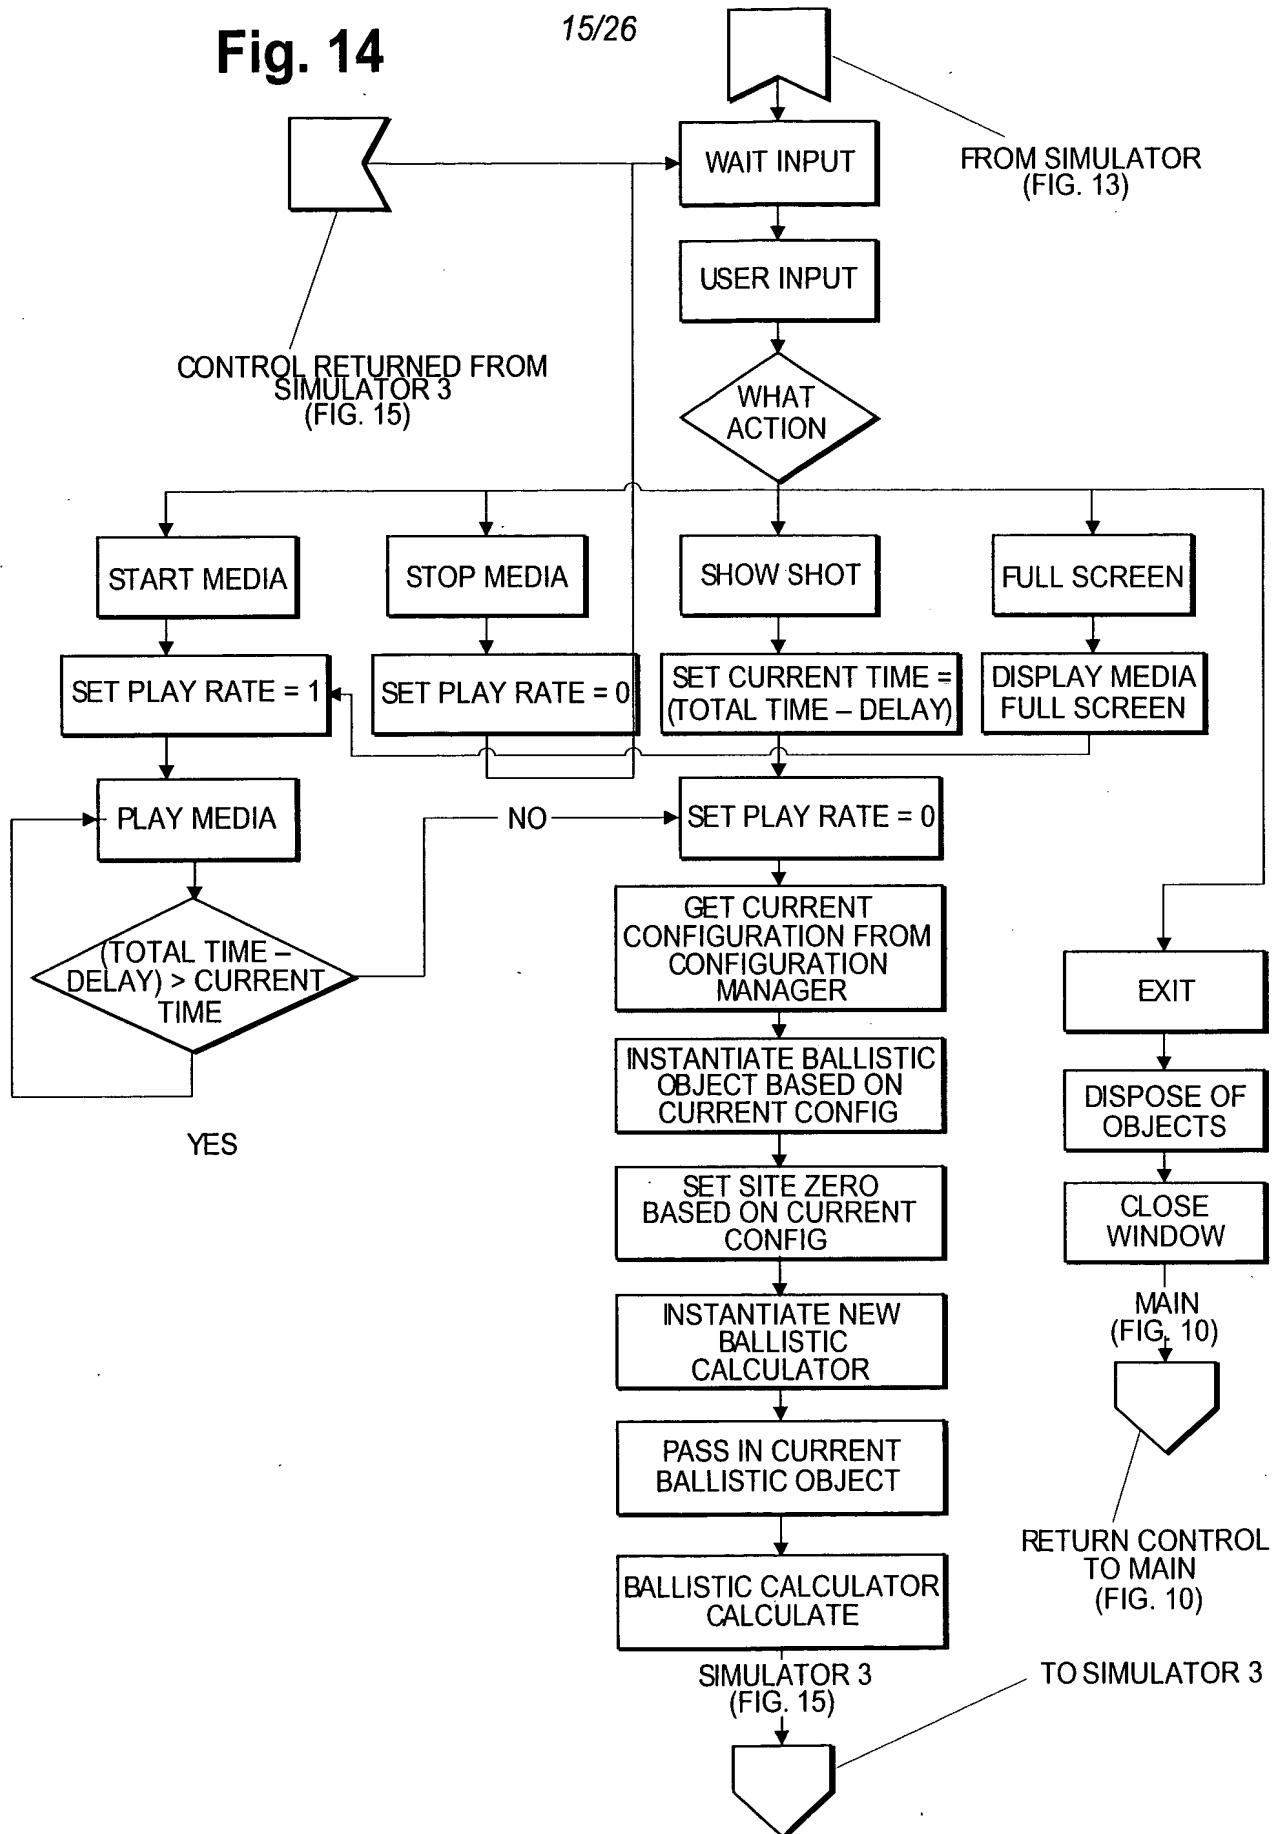 Fig. 14
15/26
FROM SIMULATOR
(FIG. 13)
WAIT INPUT
USER INPUT
CONTROL RETURNED FROM
SIMULATOR 3
(FIG. 15)
WHAT
ACTION
START MEDIA
STOP MEDIA
SHOW SHOT
FULL SCREEN
SET PLAY RATE = 1
SET PLAY RATE = 0
SET CURRENT TIME =
(TOTAL TIME – DELAY)
DISPLAY MEDIA
FULL SCREEN
PLAY MEDIA
NO
SET PLAY RATE = 0
(TOTAL TIME –
DELAY) > CURRENT
TIME
YES
GET CURRENT
CONFIGURATION FROM
CONFIGURATION
MANAGER
EXIT
INSTANTIATE BALLISTIC
OBJECT BASED ON
CURRENT CONFIG
DISPOSE OF
OBJECTS
SET SITE ZERO
BASED ON CURRENT
CONFIG
CLOSE
WINDOW
INSTANTIATE NEW
BALLISTIC
CALCULATOR
MAIN
(FIG. 10)
PASS IN CURRENT
BALLISTIC OBJECT
RETURN CONTROL
TO MAIN
(FIG. 10)
BALLISTIC CALCULATOR
CALCULATE
SIMULATOR 3
(FIG. 15)
TO SIMULATOR 3